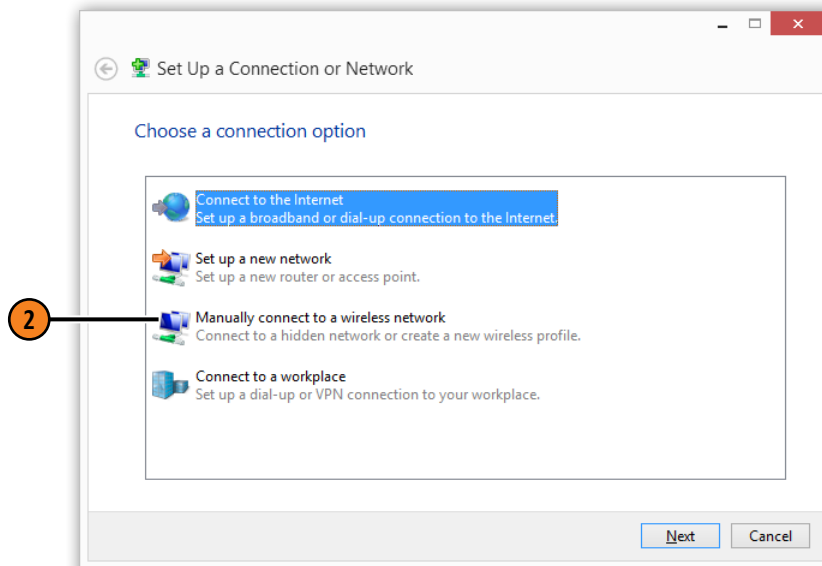 Set Up a Connection or Network
Choose a connection option
Connect to the Internet
Set up a broadband or dial-up connection to the Internet.
Set up a new network
Set up a new router or access point.
2
Manually connect to a wireless network
Connect to a hidden network or create a new wireless profile.
Connect to a workplace
Set up a dial-up or VPN connection to your workplace.
Next
Cancel